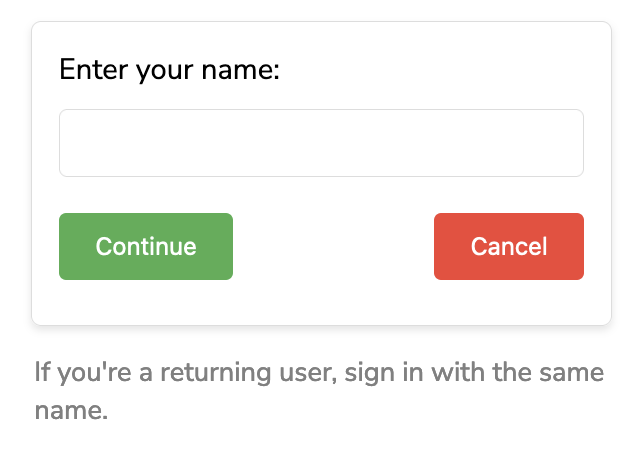 Enter your name:
Continue
Cancel
If you're a returning user, sign in with the same
name.